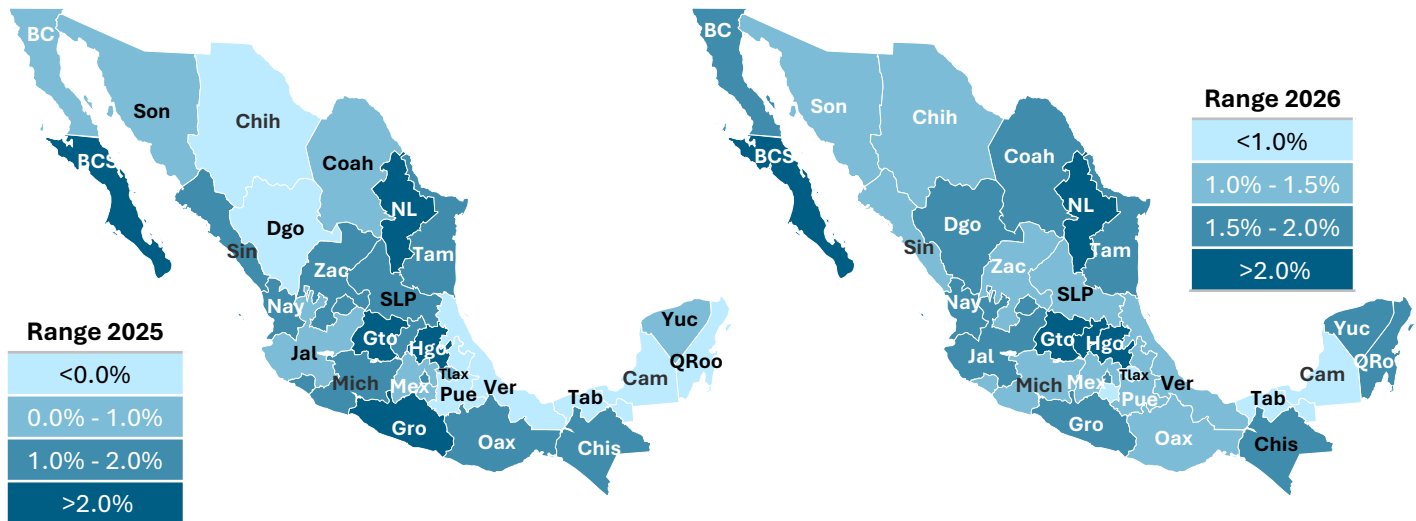 BC
Son
Chih
BCS
Coah
NL
Dgo
Sin
Tam
Zac
Nay
SLP
Gto
Hgo
Jal
Mich
Mex
Tlax
Pue
Ver
Gro
Oax
Tab
Chis
Cam
Yuc
QRoo
Range 2025
<0.0%
0.0% - 1.0%
1.0% - 2.0%
>2.0%
BC
Son
Chih
BCS
Coah
NL
Dgo
Sin
Tam
Zac
Nay
SLP
Gto
Hgo
Jal
Mich
Mex
Tlax
Pue
Ver
Gro
Oax
Tab
Chis
Cam
Yuc
QRoo
Range 2026
<1.0%
1.0% - 1.5%
1.5% - 2.0%
>2.0%